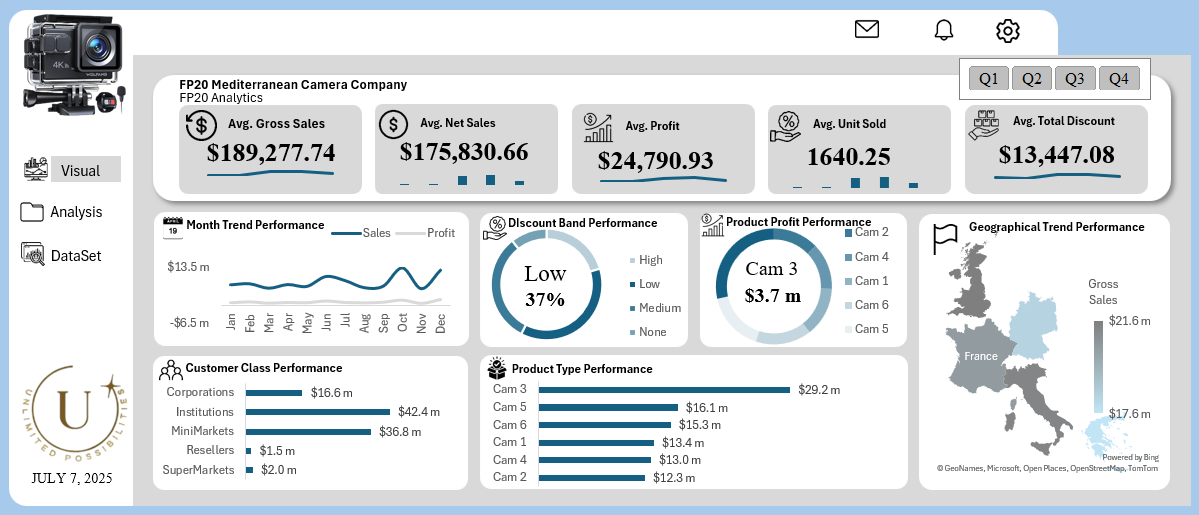 4K
Q1 Q2 Q3 Q4
FP20 Mediterranean Camera Company
FP20 Analytics
Avg. Gross Sales
$189,277.74
Avg. Net Sales
$175,830.66
Avg. Profit
$24,790.93
Avg. Unit Sold
1640.25
Avg. Total Discount
$13,447.08
Visual
Analysis
DataSet
19
Month Trend Performance
Sales Profit
$13.5 m
-$6.5 m
Jan Feb Mar Apr May Jun Jul Aug Sep Oct Nov Dec
DIscount Band Performance
Low
37%
High
Low
Medium
None
Product Profit Performance
Cam 3
$3.7 m
Cam 2
Cam 4
Cam 1
Cam 6
Cam 5
Geographical Trend Performance
Gross
Sales
$21.6 m
$17.6 m
France
Powered by Bing
© GeoNames, Microsoft, Open Places, OpenStreetMap, TomTom
Customer Class Performance
Corporations $16.6 m
Institutions $42.4 m
MiniMarkets $36.8 m
Resellers $1.5 m
SuperMarkets $2.0 m
Product Type Performance
Cam 3 $29.2 m
Cam 5 $16.1 m
Cam 6 $15.3 m
Cam 1 $13.4 m
Cam 4 $13.0 m
Cam 2 $12.3 m
U
UNLIMITED POSSIBILITIES
JULY 7, 2025